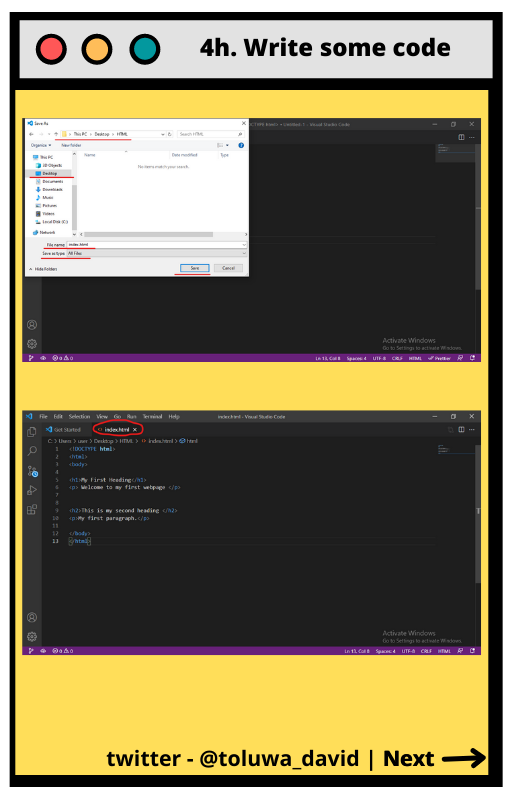 4h. Write some code
Save As
This PC > Desktop > HTML
Search HTML
Organize
New folder
Name
Date modified
Type
No items match your search.
This PC
3D Objects
Desktop
Documents
Downloads
Music
Pictures
Videos
Local Disk (C:)
Network
File name: index.html
Save as type: All Files
Hide Folders
Save
Cancel
Visual Studio Code
Activate Windows
Go to Settings to activate Windows.
0 0
Ln 13, Col 8 Spaces: 4 UTF-8 CRLF HTML Prettier
File Edit Selection View Go Run Terminal Help
index.html - Visual Studio Code
Get Started
index.html
C: > Users > user > Desktop > HTML > index.html > html
1 <!DOCTYPE html>
2 <html>
3 <body>
4
5 <h1>My First Heading</h1>
6 <p> Welcome to my first webpage </p>
7
8
9 <h2>This is my second heading </h2>
10 <p>My first paragraph.</p>
11
12 </body>
13 </html>
Activate Windows
Go to Settings to activate Windows.
0 0
Ln 13, Col 8 Spaces: 4 UTF-8 CRLF HTML
twitter - @toluwa_david | Next